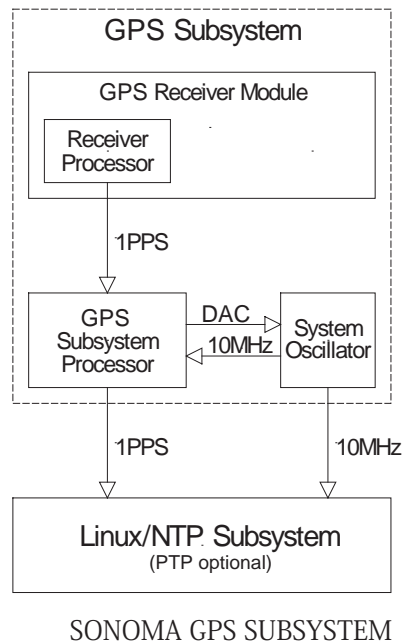 GPS Subsystem
GPS Receiver Module
Receiver
Processor
1PPS
GPS
Subsystem
Processor
DAC
10MHz
System
Oscillator
1PPS
10MHz
Linux/NTP Subsystem
(PTP optional)
SONOMA GPS SUBSYSTEM